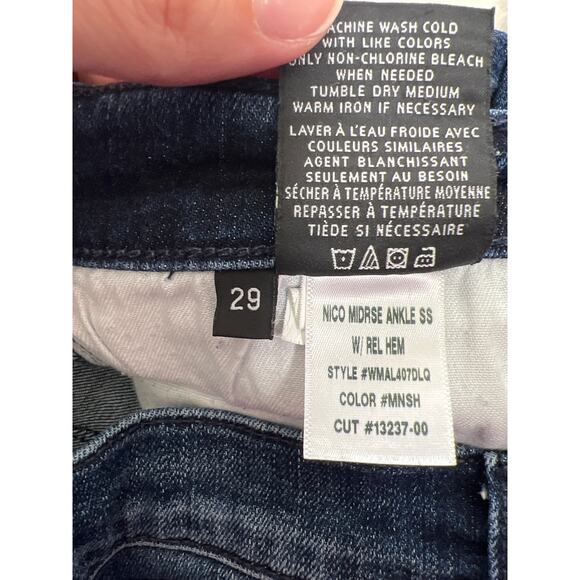 MACHINE WASH COLD
WITH LIKE COLORS
ONLY NON-CHLORINE BLEACH
WHEN NEEDED
TUMBLE DRY MEDIUM
WARM IRON IF NECESSARY
LAVER À L'EAU FROIDE AVEC
COULEURS SIMILAIRES
AGENT BLANCHISSANT
SEULEMENT AU BESOIN
SÉCHER À TEMPÉRATURE MOYENNE
REPASSER À TEMPÉRATURE
TIÈDE SI NÉCESSAIRE
29
NICO MIDRSE ANKLE SS
W/ REL HEM
STYLE #WMAL407DLQ
COLOR #MNSH
CUT #13237-00